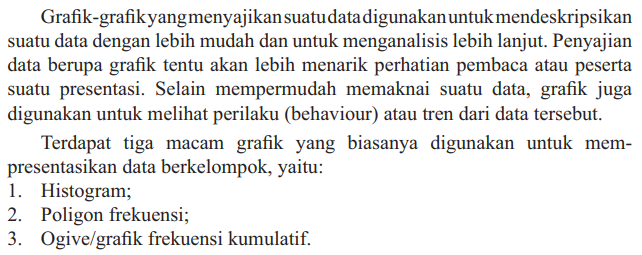 Grafik-grafik yang menyajikan suatu data digunakan untuk mendeskripsikan
suatu data dengan lebih mudah dan untuk menganalisis lebih lanjut. Penyajian
data berupa grafik tentu akan lebih menarik perhatian pembaca atau peserta
suatu presentasi. Selain mempermudah memaknai suatu data, grafik juga
digunakan untuk melihat perilaku (behaviour) atau tren dari data tersebut.
Terdapat tiga macam grafik yang biasanya digunakan untuk mem-
presentasikan data berkelompok, yaitu:
1. Histogram;
2. Poligon frekuensi;
3. Ogive/grafik frekuensi kumulatif.